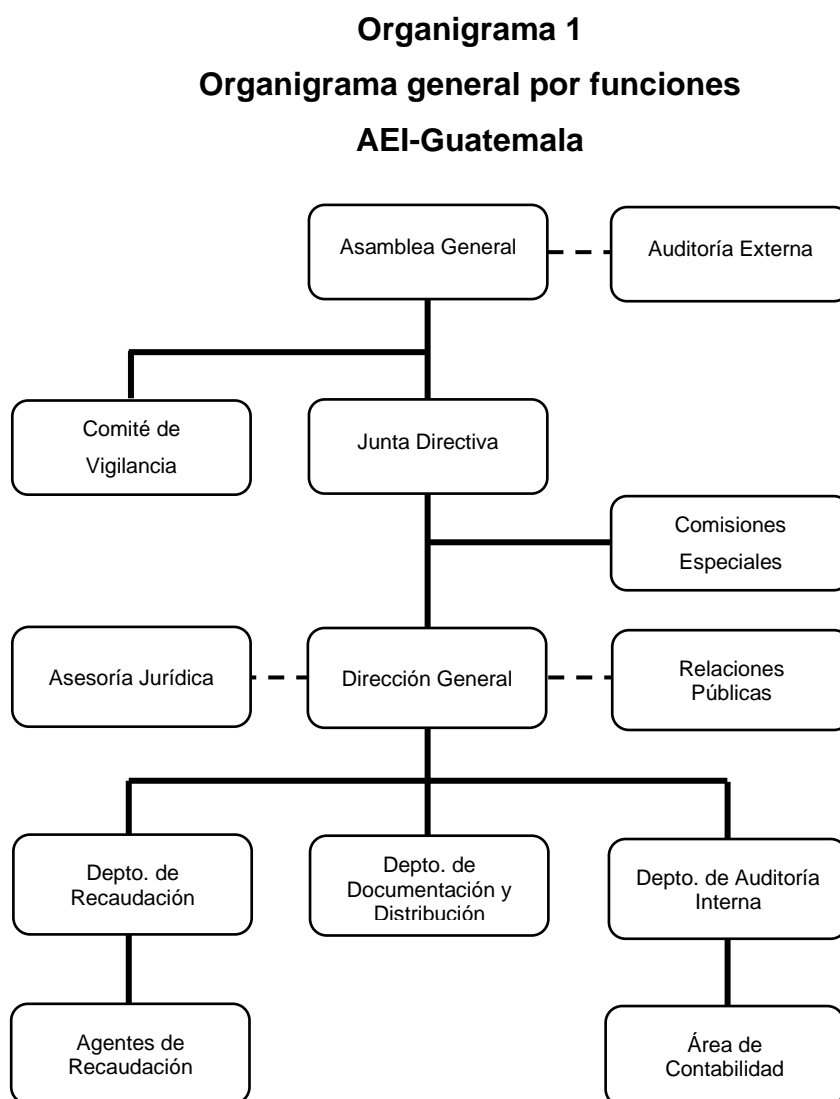 Organigrama 1
Organigrama general por funciones
AEI-Guatemala
Asamblea General
Auditoría Externa
Comité de
Vigilancia
Junta Directiva
Comisiones
Especiales
Asesoría Jurídica
Dirección General
Relaciones
Públicas
Depto. de
Recaudación
Depto. de
Documentación y
Distribución
Depto. de Auditoría
Interna
Agentes de
Recaudación
Área de
Contabilidad